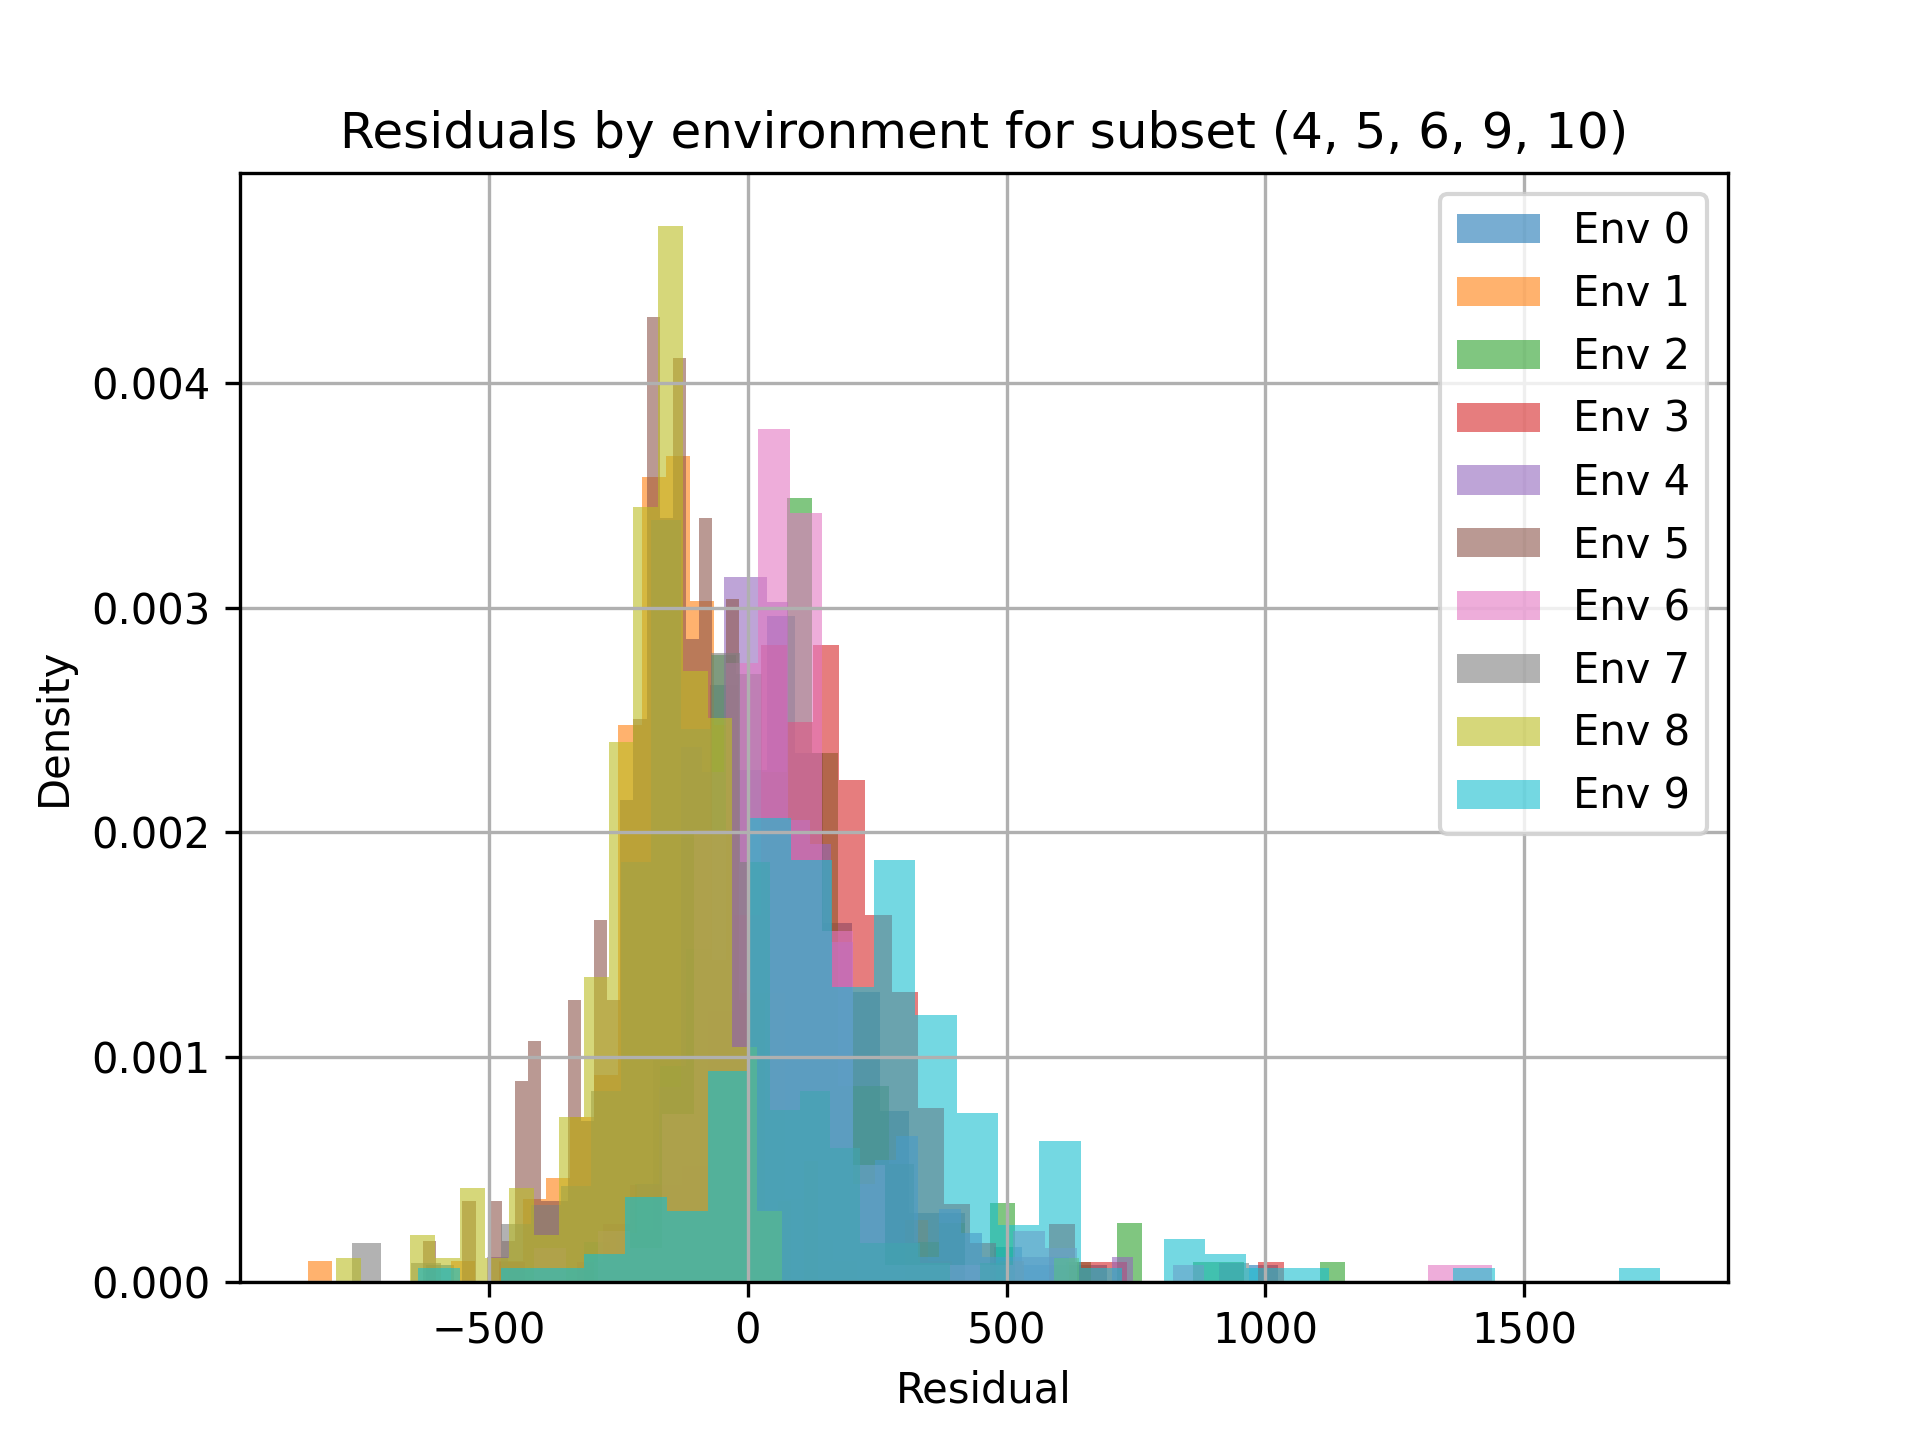 Residuals by environment for subset (4, 5, 6, 9, 10)
Env 0
Env 1
Env 2
Env 3
Env 4
Env 5
Env 6
Env 7
Env 8
Env 9
Density
0.004
0.003
0.002
0.001
0.000
−500
0
500
1000
1500
Residual